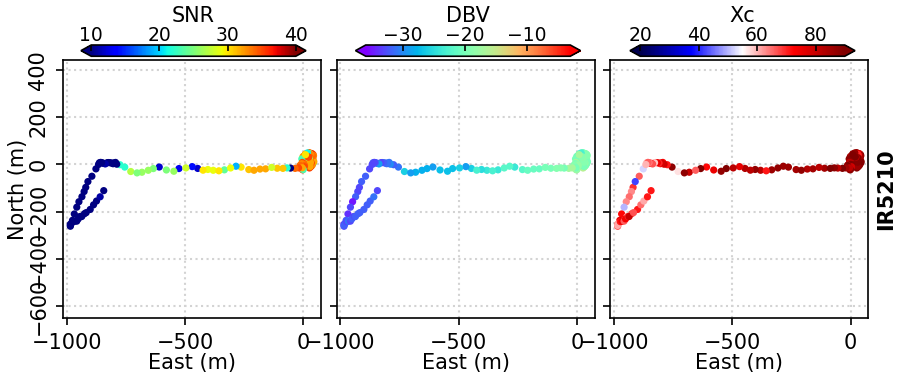 SNR DBV Xc
10 20 30 40 −30 −20 −10 20 40 60 80
400
200
0
−200
−400
−600
North (m)
IR5210
−1000 −500 0 −1000 −500 0 −1000 −500 0
East (m) East (m) East (m)